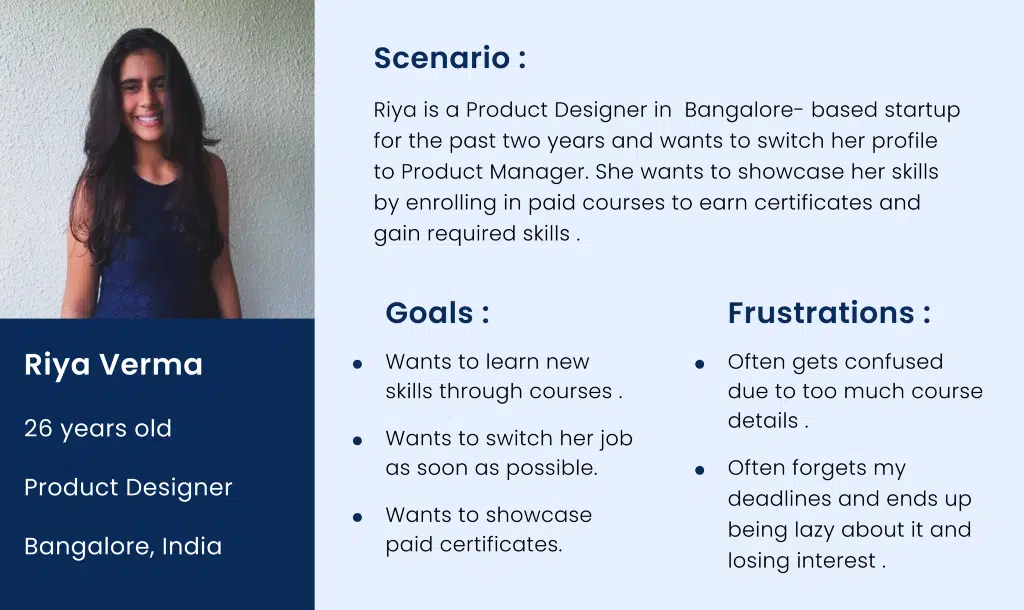 Scenario :
Riya is a Product Designer in  Bangalore- based startup
for the past two years and wants to switch her profile
to Product Manager. She wants to showcase her skills
by enrolling in paid courses to earn certificates and
gain required skills .
Riya Verma
26 years old
Product Designer
Bangalore, India
Goals :
• Wants to learn new
skills through courses .
• Wants to switch her job
as soon as possible.
• Wants to showcase
paid certificates.
Frustrations :
• Often gets confused
due to too much course
details .
• Often forgets my
deadlines and ends up
being lazy about it and
losing interest .